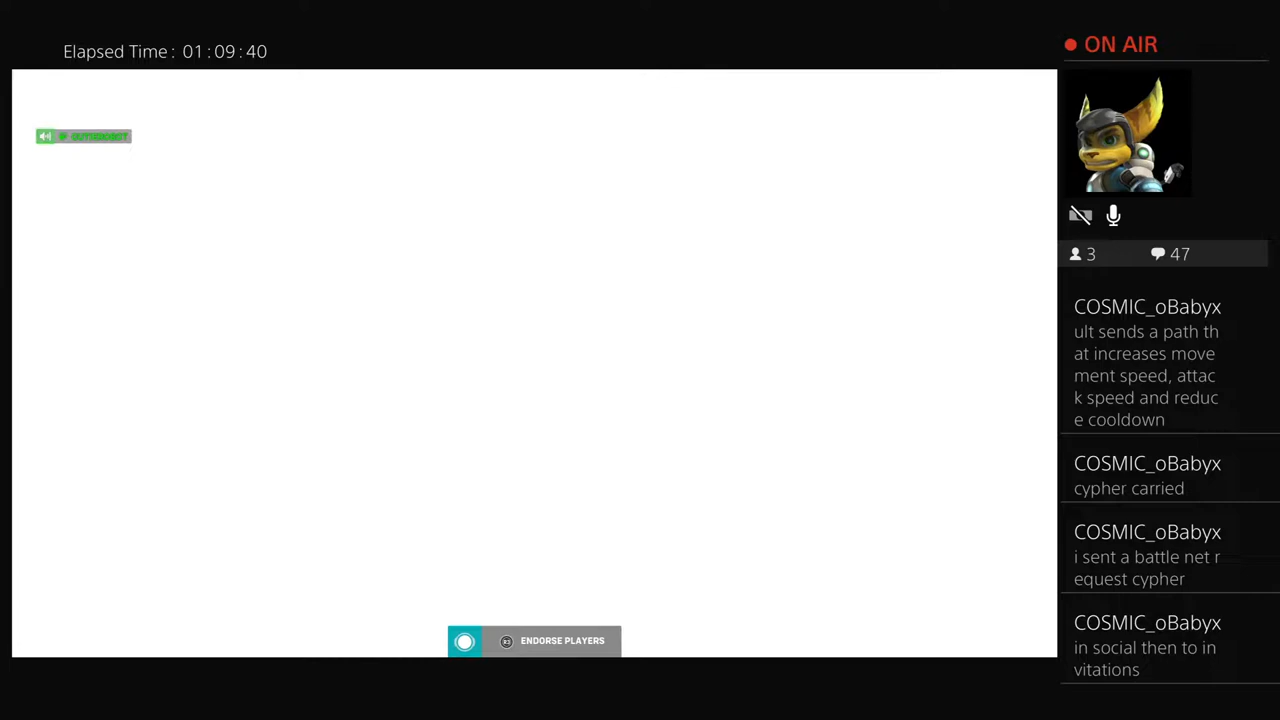 Elapsed Time : 01 : 09 : 40
ON AIR
3
47
COSMIC_oBabyx
ult sends a path th
at increases move
ment speed, attac
k speed and reduc
e cooldown
COSMIC_oBabyx
cypher carried
COSMIC_oBabyx
i sent a battle net r
equest cypher
COSMIC_oBabyx
in social then to in
vitations
R3 ENDORSE PLAYERS